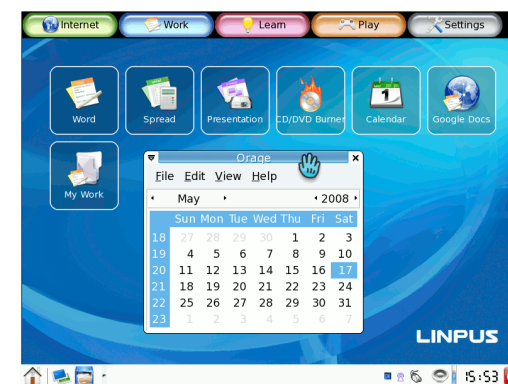 Internet Work Learn Play Settings
Word Spread Presentation CD/DVD Burner Calendar Google Docs
My Work
Orage
File Edit View Help
May 2008
Sun Mon Tue Wed Thu Fri Sat
18 27 28 29 30 1 2 3
19 4 5 6 7 8 9 10
20 11 12 13 14 15 16 17
21 18 19 20 21 22 23 24
22 25 26 27 28 29 30 31
23 1 2 3 4 5 6 7
LINPUS
15:53